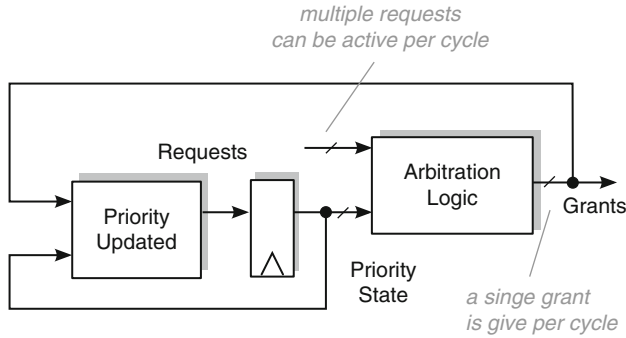 multiple requests
can be active per cycle
Requests
Arbitration
Logic
Priority
Updated
Grants
Priority
State
a singe grant
is give per cycle